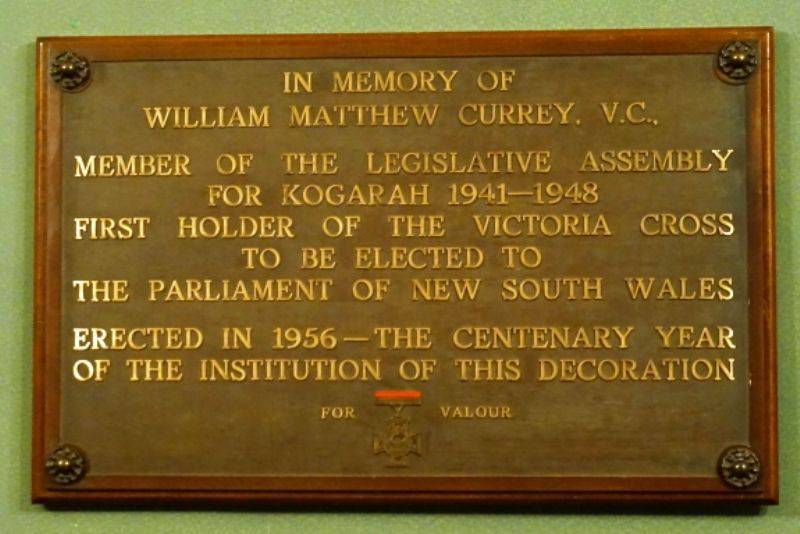 IN MEMORY OF
WILLIAM MATTHEW CURREY, V.C.,
MEMBER OF THE LEGISLATIVE ASSEMBLY
FOR KOGARAH 1941—1948
FIRST HOLDER OF THE VICTORIA CROSS
TO BE ELECTED TO
THE PARLIAMENT OF NEW SOUTH WALES
ERECTED IN 1956—THE CENTENARY YEAR
OF THE INSTITUTION OF THIS DECORATION
FOR VALOUR